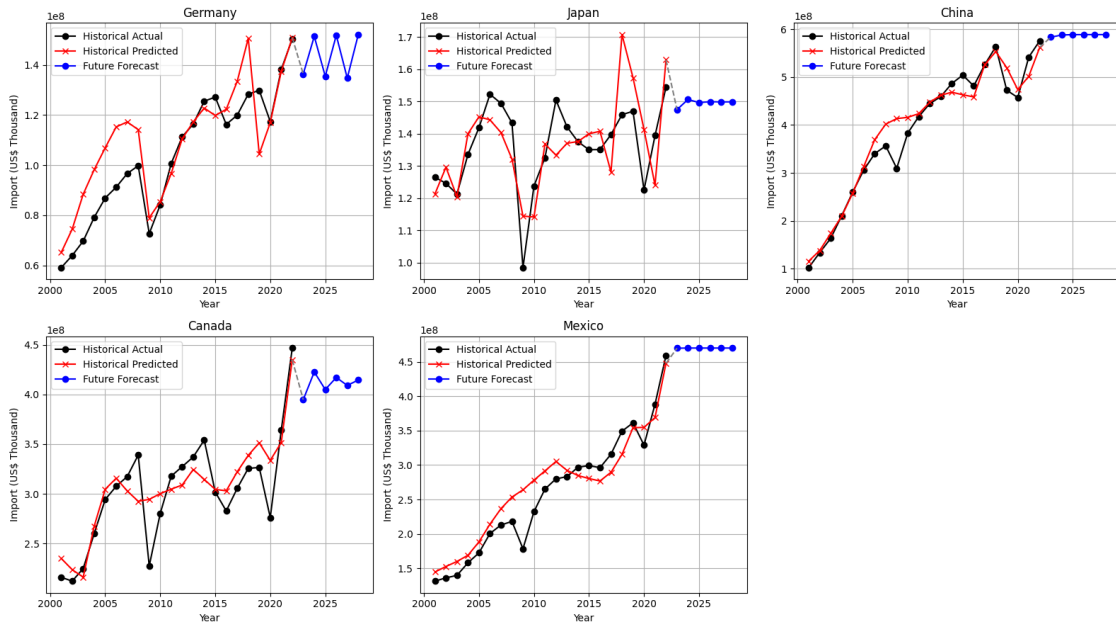 Germany
1e8
Import (US$ Thousand)
1.4
1.2
1.0
0.8
0.6
Historical Actual
Historical Predicted
Future Forecast
2000 2005 2010 2015 2020 2025
Year
Japan
1e8
Import (US$ Thousand)
1.7
1.6
1.5
1.4
1.3
1.2
1.1
1.0
Historical Actual
Historical Predicted
Future Forecast
2000 2005 2010 2015 2020 2025
Year
China
1e8
Import (US$ Thousand)
6
5
4
3
2
1
Historical Actual
Historical Predicted
Future Forecast
2000 2005 2010 2015 2020 2025
Year
Canada
1e8
Import (US$ Thousand)
4.5
4.0
3.5
3.0
2.5
Historical Actual
Historical Predicted
Future Forecast
2000 2005 2010 2015 2020 2025
Year
Mexico
1e8
Import (US$ Thousand)
4.5
4.0
3.5
3.0
2.5
2.0
1.5
Historical Actual
Historical Predicted
Future Forecast
2000 2005 2010 2015 2020 2025
Year